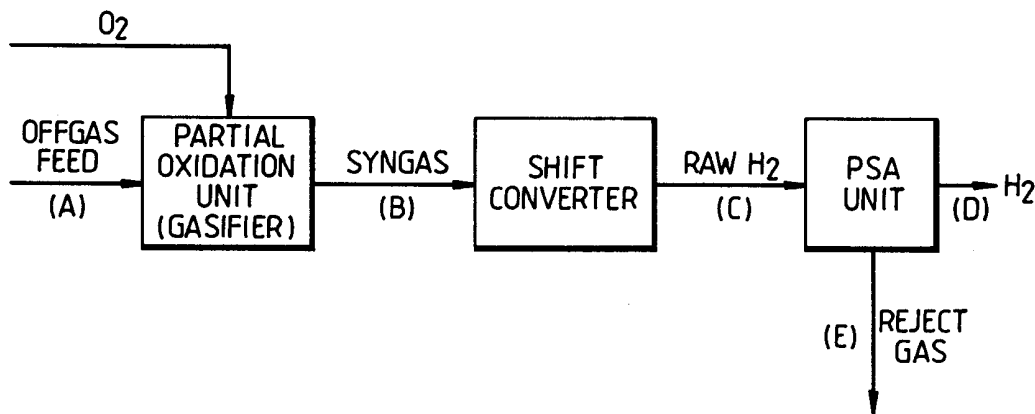 O2
OFFGAS
FEED
(A)
PARTIAL
OXIDATION
UNIT
(GASIFIER)
SYNGAS
(B)
SHIFT
CONVERTER
RAW H2
(C)
PSA
UNIT
(D)
H2
(E)
REJECT
GAS